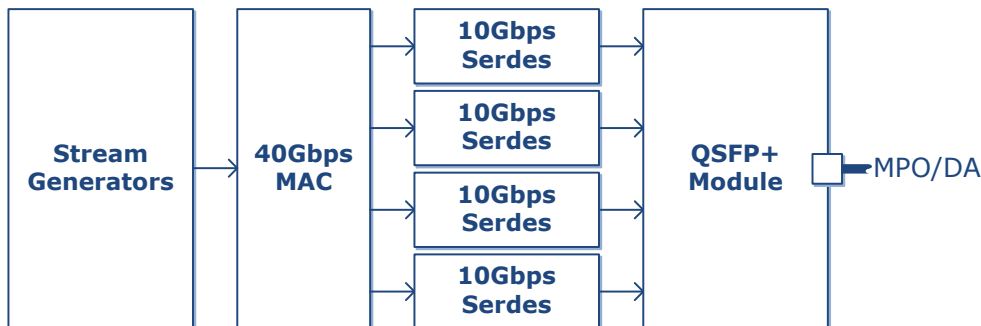 Stream
Generators
40Gbps
MAC
10Gbps
Serdes
10Gbps
Serdes
10Gbps
Serdes
10Gbps
Serdes
QSFP+
Module
MPO/DA